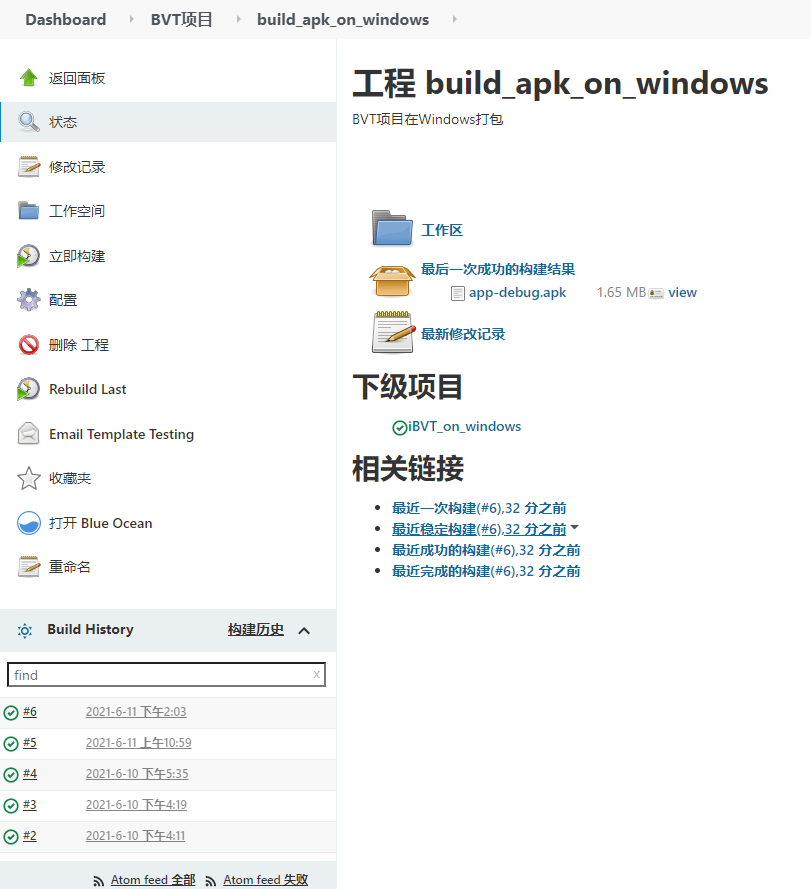 Dashboard BVT项目 build_apk_on_windows
返回面板
状态
修改记录
工作空间
立即构建
配置
删除 工程
Rebuild Last
Email Template Testing
收藏夹
打开 Blue Ocean
重命名
Build History 构建历史
find x
#6 2021-6-11 下午2:03
#5 2021-6-11 上午10:59
#4 2021-6-10 下午5:35
#3 2021-6-10 下午4:19
#2 2021-6-10 下午4:11
Atom feed 全部 Atom feed 失败
工程 build_apk_on_windows
BVT项目在Windows打包
工作区
最后一次成功的构建结果
app-debug.apk 1.65 MB view
最新修改记录
下级项目
iBVT_on_windows
相关链接
最近一次构建(#6),32 分之前
最近稳定构建(#6),32 分之前
最近成功的构建(#6),32 分之前
最近完成的构建(#6),32 分之前